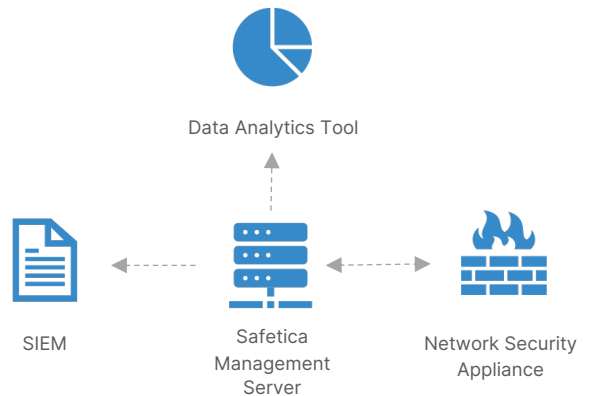 Data Analytics Tool
SIEM
Safetica
Management
Server
Network Security
Appliance